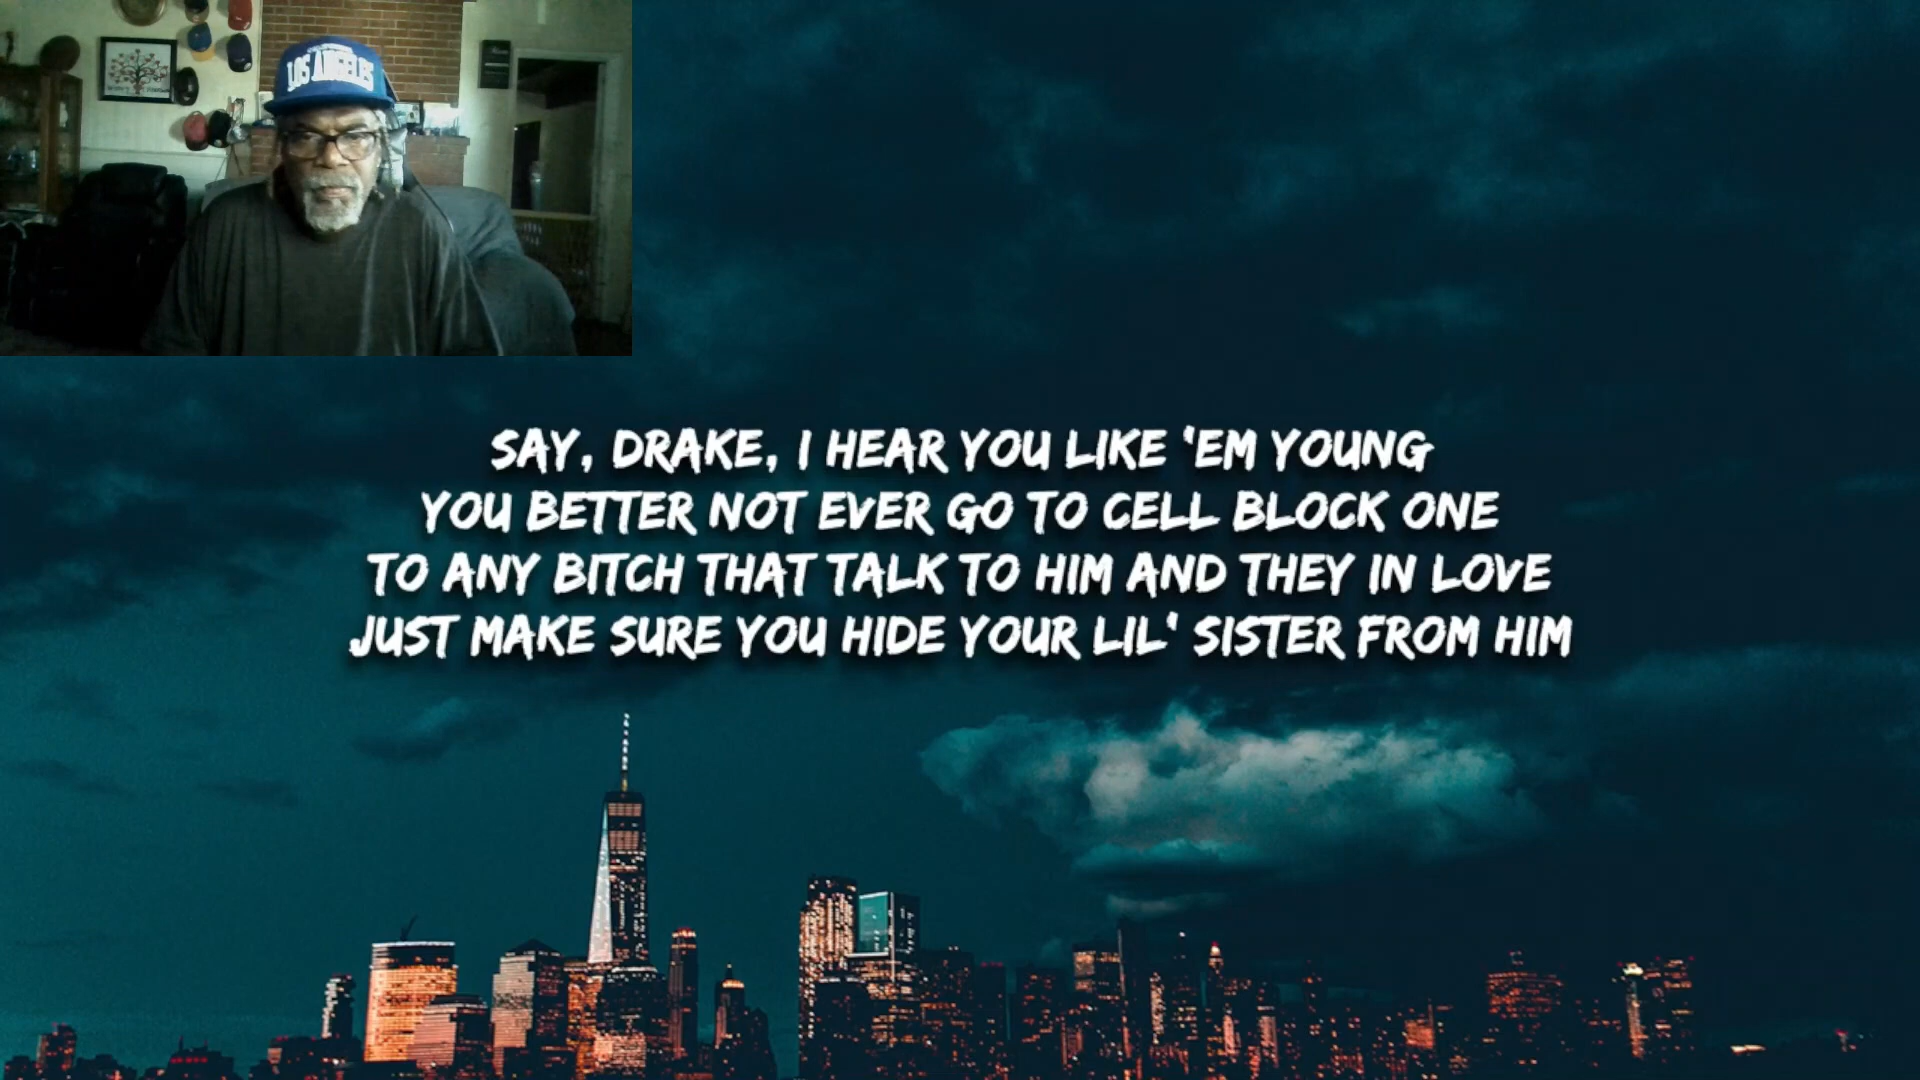 LOS ANGELES
SAY, DRAKE, I HEAR YOU LIKE 'EM YOUNG
YOU BETTER NOT EVER GO TO CELL BLOCK ONE
TO ANY BITCH THAT TALK TO HIM AND THEY IN LOVE
JUST MAKE SURE YOU HIDE YOUR LIL' SISTER FROM HIM